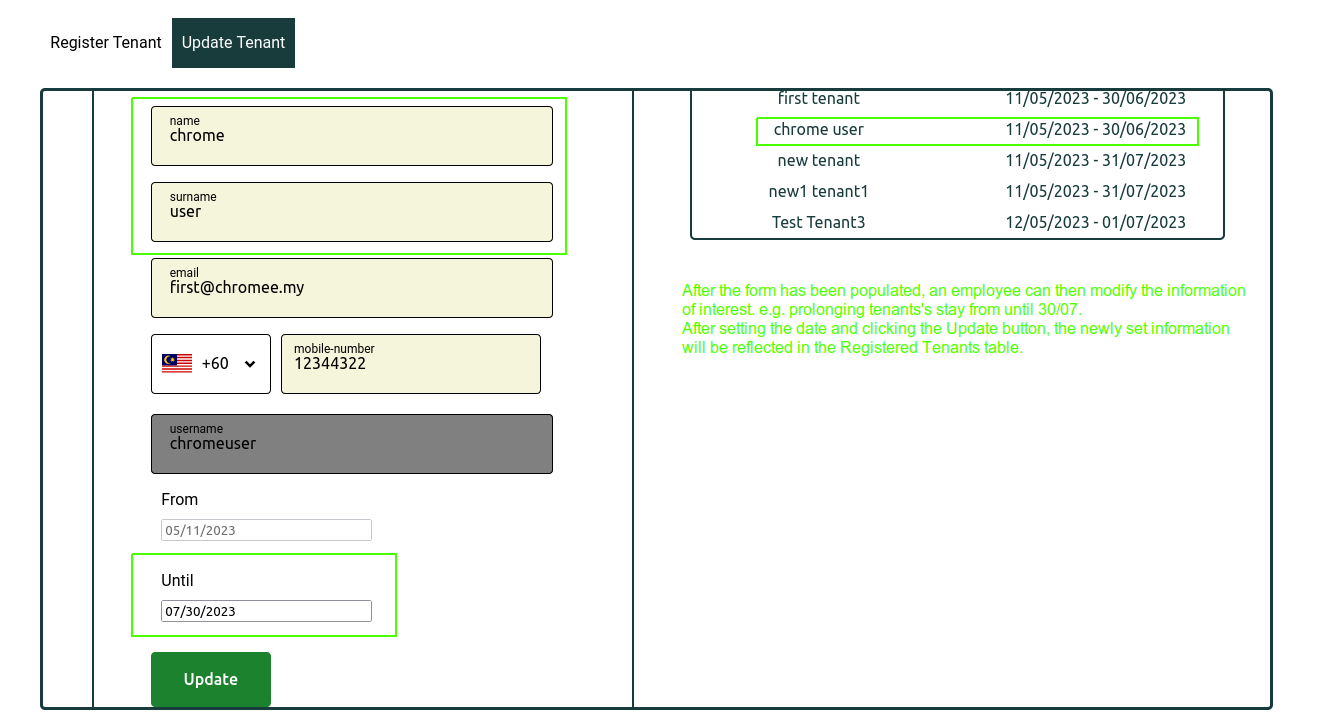 Register Tenant Update Tenant
name
chrome
surname
user
email
first@chromee.my
+60
mobile-number
12344322
username
chromeuser
From
05/11/2023
Until
07/30/2023
Update
first tenant 11/05/2023 - 30/06/2023
chrome user 11/05/2023 - 30/06/2023
new tenant 11/05/2023 - 31/07/2023
new1 tenant1 11/05/2023 - 31/07/2023
Test Tenant3 12/05/2023 - 01/07/2023
After the form has been populated, an employee can then modify the information
of interest. e.g. prolonging tenants's stay from until 30/07.
After setting the date and clicking the Update button, the newly set information
will be reflected in the Registered Tenants table.